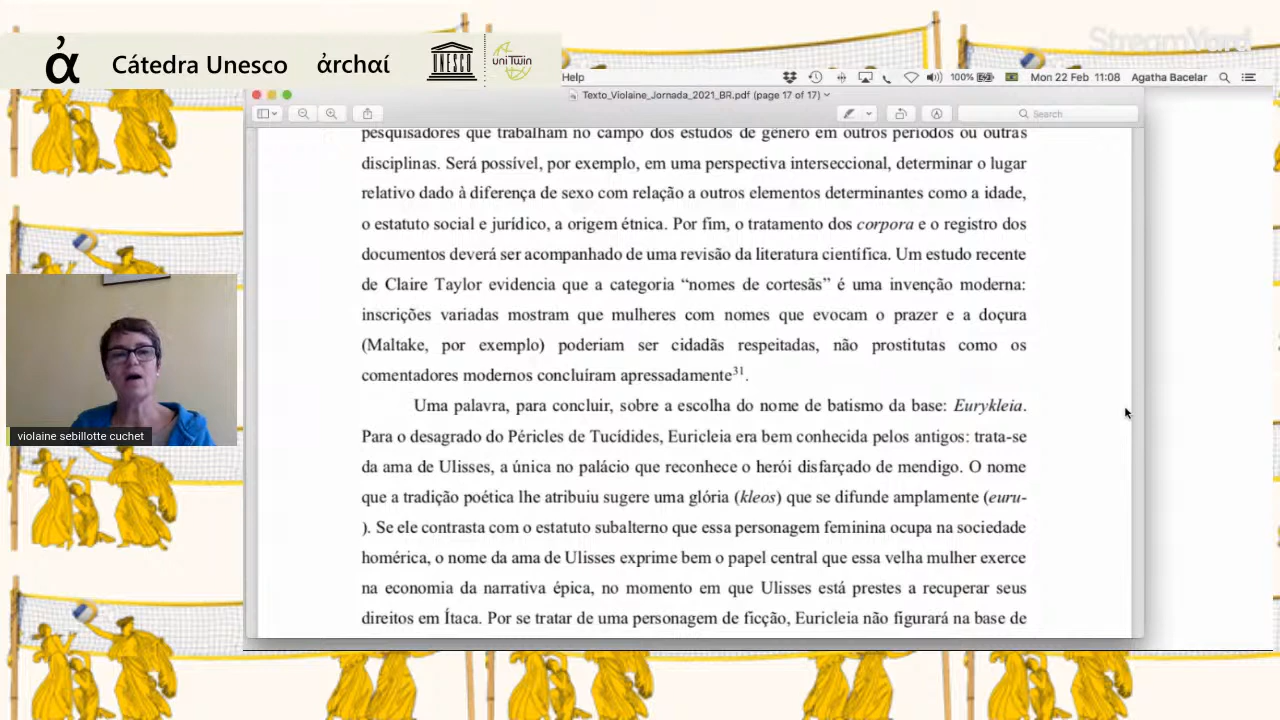 StreamYard
ἀ Cátedra Unesco ἀrchaí UNESCO uniTwin
Help 100% Mon 22 Feb 11:08 Agatha Bacelar
Texto_Violaine_Jornada_2021_BR.pdf (page 17 of 17)
Search
pesquisadores que trabalham no campo dos estudos de gênero em outros períodos ou outras
disciplinas. Será possível, por exemplo, em uma perspectiva interseccional, determinar o lugar
relativo dado à diferença de sexo com relação a outros elementos determinantes como a idade,
o estatuto social e jurídico, a origem étnica. Por fim, o tratamento dos corpora e o registro dos
documentos deverá ser acompanhado de uma revisão da literatura científica. Um estudo recente
de Claire Taylor evidencia que a categoria “nomes de cortesãs” é uma invenção moderna:
inscrições variadas mostram que mulheres com nomes que evocam o prazer e a doçura
(Maltake, por exemplo) poderiam ser cidadãs respeitadas, não prostitutas como os
comentadores modernos concluíram apressadamente³¹.
Uma palavra, para concluir, sobre a escolha do nome de batismo da base: Eurykleia.
Para o desagrado do Péricles de Tucídides, Euricleia era bem conhecida pelos antigos: trata-se
da ama de Ulisses, a única no palácio que reconhece o herói disfarçado de mendigo. O nome
que a tradição poética lhe atribuiu sugere uma glória (kleos) que se difunde amplamente (euru-
). Se ele contrasta com o estatuto subalterno que essa personagem feminina ocupa na sociedade
homérica, o nome da ama de Ulisses exprime bem o papel central que essa velha mulher exerce
na economia da narrativa épica, no momento em que Ulisses está prestes a recuperar seus
direitos em Ítaca. Por se tratar de uma personagem de ficção, Euricleia não figurará na base de
violaine sebillotte cuchet